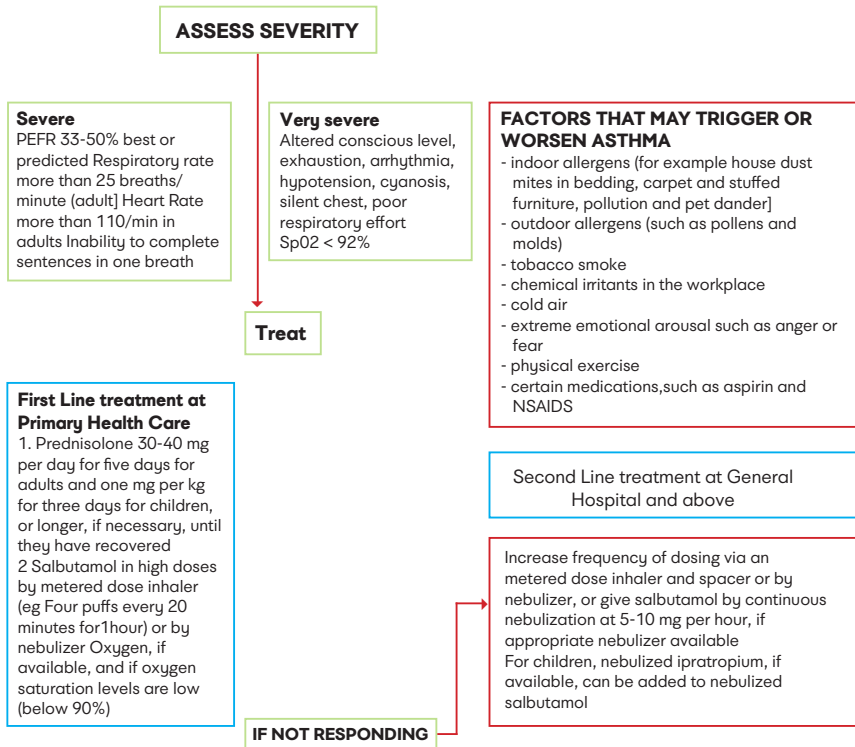 ASSESS SEVERITY
Severe
PEFR 33-50% best or
predicted Respiratory rate
more than 25 breaths/
minute (adult] Heart Rate
more than 110/min in
adults Inability to complete
sentences in one breath
Very severe
Altered conscious level,
exhaustion, arrhythmia,
hypotension, cyanosis,
silent chest, poor
respiratory effort
Sp02 < 92%
FACTORS THAT MAY TRIGGER OR
WORSEN ASTHMA
- indoor allergens (for example house dust
mites in bedding, carpet and stuffed
furniture, pollution and pet dander]
- outdoor allergens (such as pollens and
molds)
- tobacco smoke
- chemical irritants in the workplace
- cold air
- extreme emotional arousal such as anger or
fear
- physical exercise
- certain medications,such as aspirin and
NSAIDS
Treat
First Line treatment at
Primary Health Care
1. Prednisolone 30-40 mg
per day for five days for
adults and one mg per kg
for three days for children,
or longer, if necessary, until
they have recovered
2 Salbutamol in high doses
by metered dose inhaler
(eg Four puffs every 20
minutes for1hour) or by
nebulizer Oxygen, if
available, and if oxygen
saturation levels are low
(below 90%)
Second Line treatment at General
Hospital and above
Increase frequency of dosing via an
metered dose inhaler and spacer or by
nebulizer, or give salbutamol by continuous
nebulization at 5-10 mg per hour, if
appropriate nebulizer available
For children, nebulized ipratropium, if
available, can be added to nebulized
salbutamol
IF NOT RESPONDING